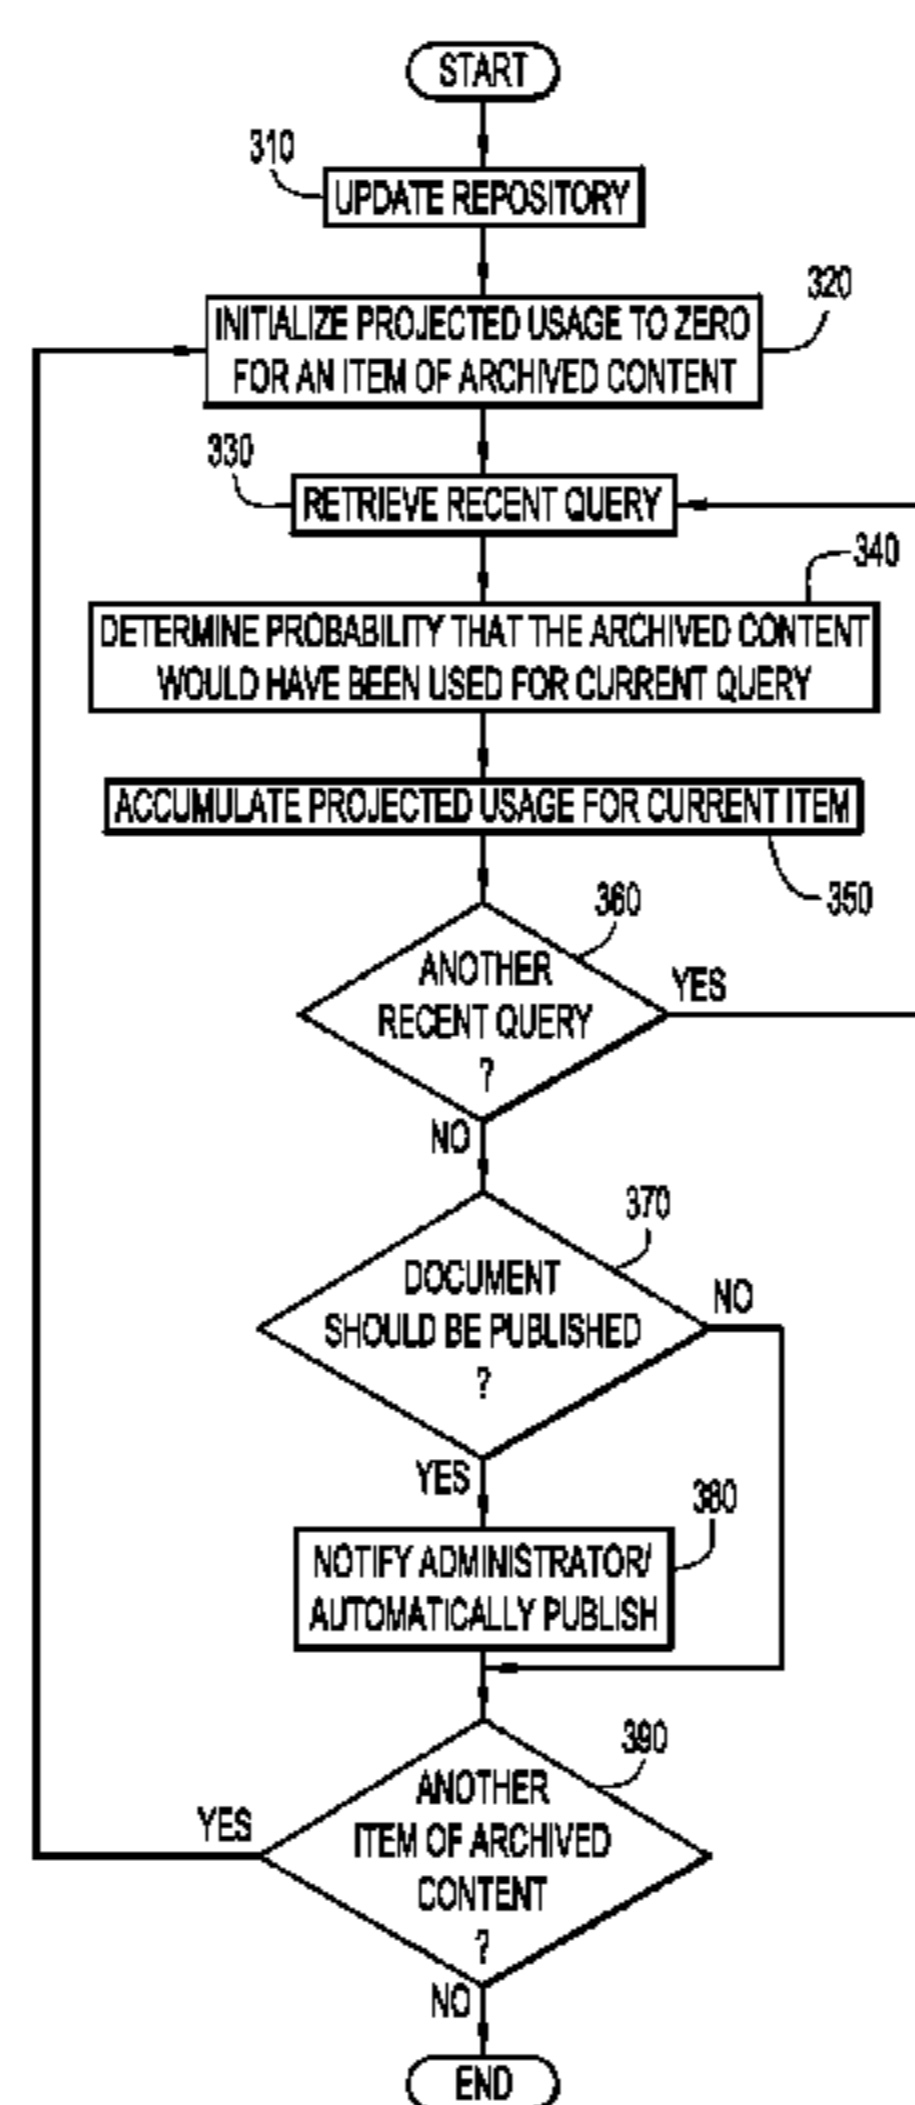 START
310
UPDATE REPOSITORY
320
INITIALIZE PROJECTED USAGE TO ZERO
FOR AN ITEM OF ARCHIVED CONTENT
330
RETRIEVE RECENT QUERY
340
DETERMINE PROBABILITY THAT THE ARCHIVED CONTENT
WOULD HAVE BEEN USED FOR CURRENT QUERY
ACCUMULATE PROJECTED USAGE FOR CURRENT ITEM
350
360
ANOTHER
RECENT QUERY
?
YES
NO
370
DOCUMENT
SHOULD BE PUBLISHED
?
NO
YES
380
NOTIFY ADMINISTRATOR/
AUTOMATICALLY PUBLISH
390
ANOTHER
ITEM OF ARCHIVED
CONTENT
?
YES
NO
END